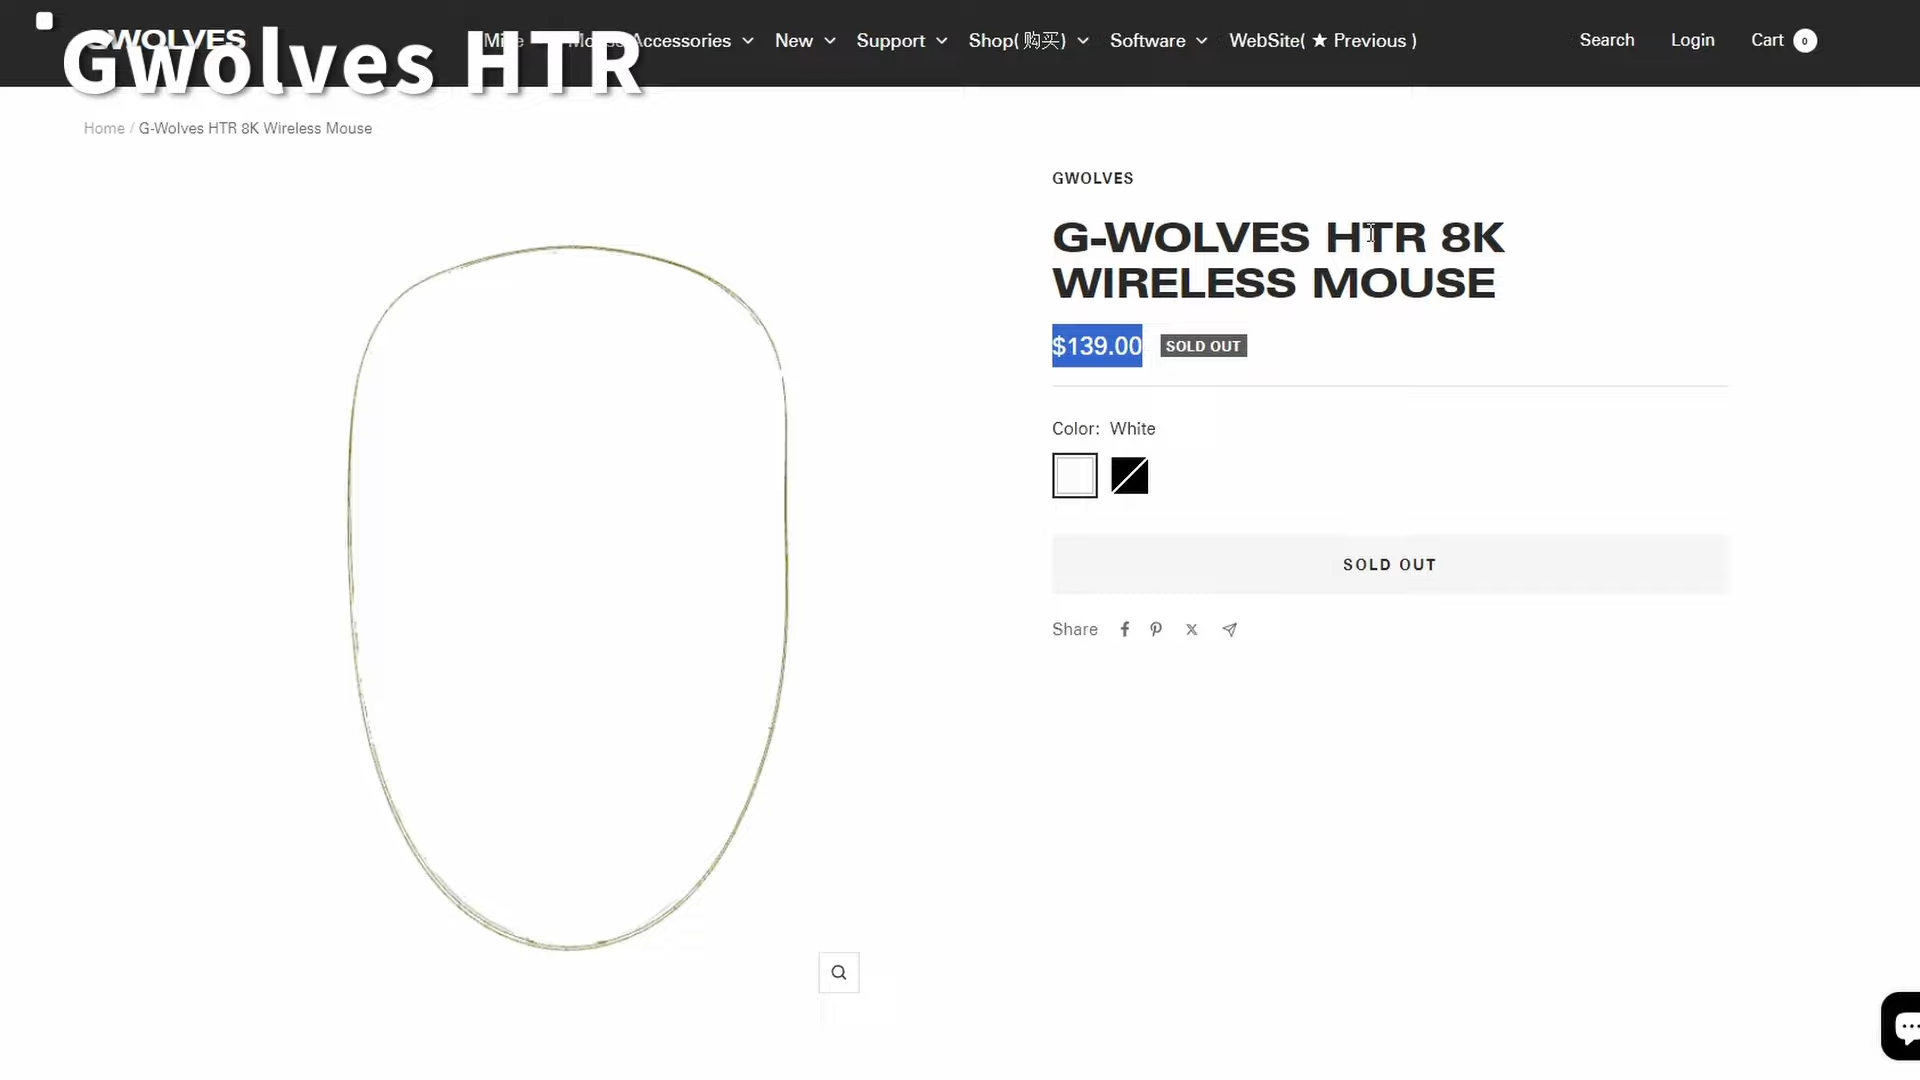 GWOLVES
Gwolves HTR
Accessories
New
Support
Shop( 购买)
Software
WebSite( ★ Previous )
Search
Login
Cart
0
Home / G-Wolves HTR 8K Wireless Mouse
GWOLVES
G-WOLVES HTR 8K
WIRELESS MOUSE
$139.00
SOLD OUT
Color: White
SOLD OUT
Share